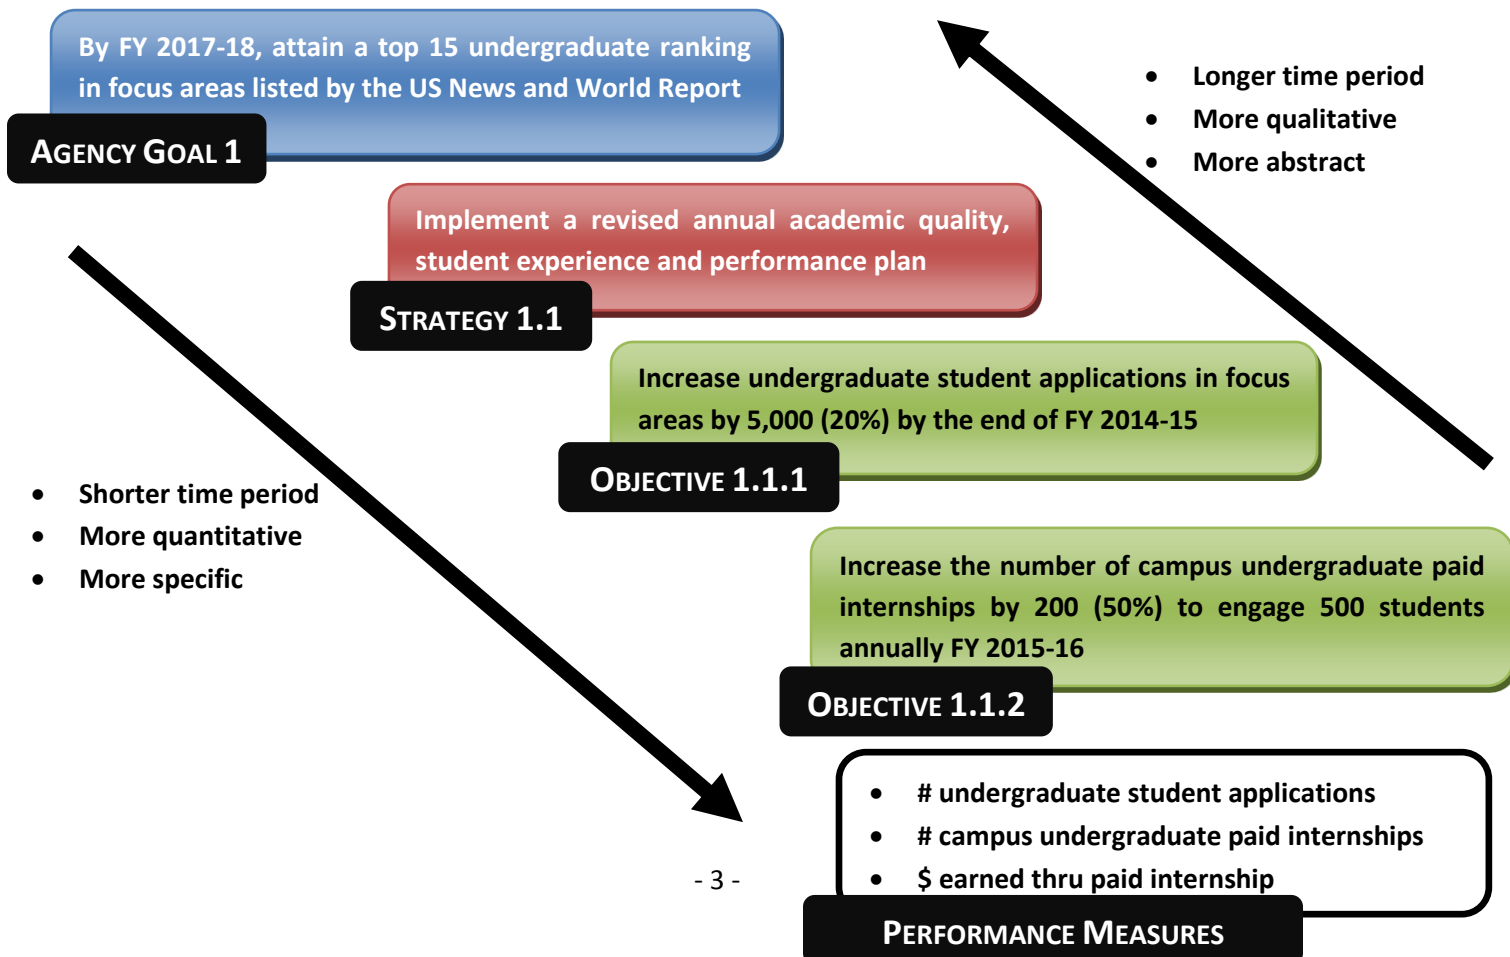 By FY 2017-18, attain a top 15 undergraduate ranking
in focus areas listed by the US News and World Report
AGENCY GOAL 1
• Longer time period
• More qualitative
• More abstract
Implement a revised annual academic quality,
student experience and performance plan
STRATEGY 1.1
Increase undergraduate student applications in focus
areas by 5,000 (20%) by the end of FY 2014-15
OBJECTIVE 1.1.1
• Shorter time period
• More quantitative
• More specific
Increase the number of campus undergraduate paid
internships by 200 (50%) to engage 500 students
annually FY 2015-16
OBJECTIVE 1.1.2
• # undergraduate student applications
• # campus undergraduate paid internships
• $ earned thru paid internship
PERFORMANCE MEASURES
- 3 -